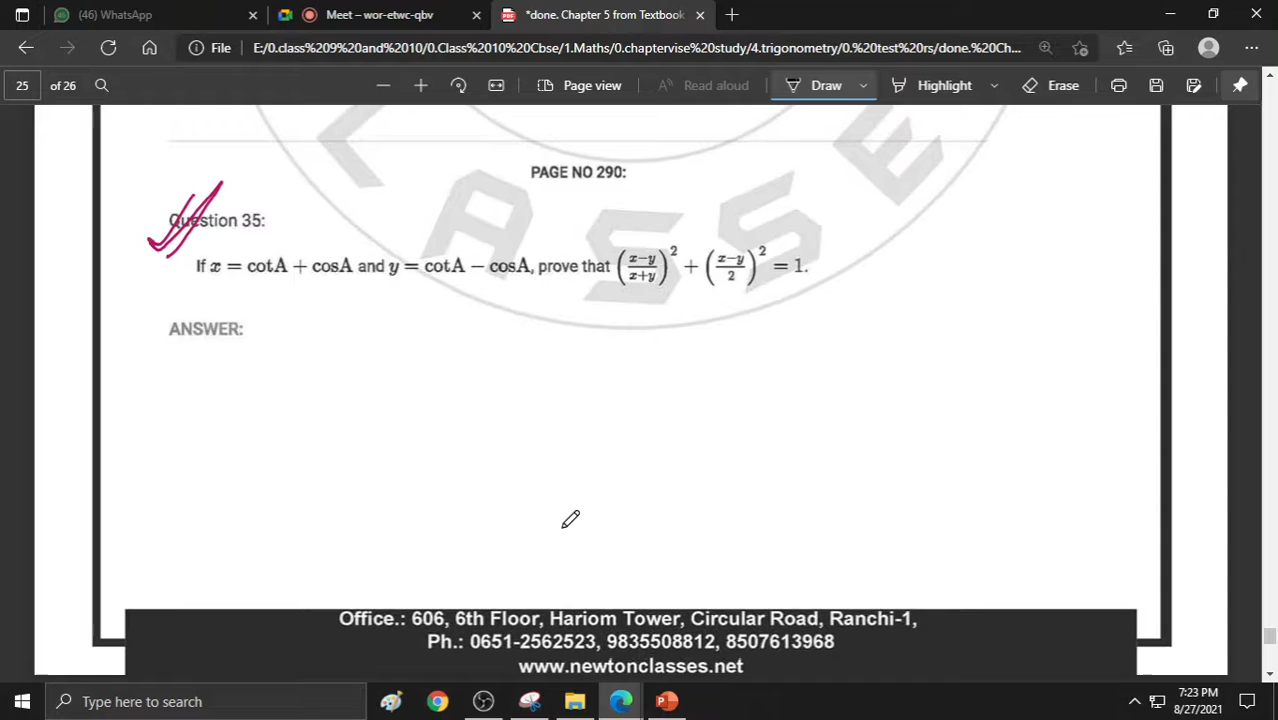 (46) WhatsApp
Meet – wor-etwc-qbv
*done. Chapter 5 from Textbook
File
E:/0.class%209%20and%2010/0.Class%2010%20Cbse/1.Maths/0.chaptervise%20study/4.trigonometry/0.%20test%20rs/done.%20Ch...
25 of 26
Page view
Read aloud
Draw
Highlight
Erase
LASSES
PAGE NO 290:
Question 35:
If x = cotA + cosA and y = cotA − cosA, prove that ((x−y)/(x+y))² + ((x−y)/2)² = 1.
ANSWER:
Office.: 606, 6th Floor, Hariom Tower, Circular Road, Ranchi-1,
Ph.: 0651-2562523, 9835508812, 8507613968
www.newtonclasses.net
Type here to search
7:23 PM
8/27/2021